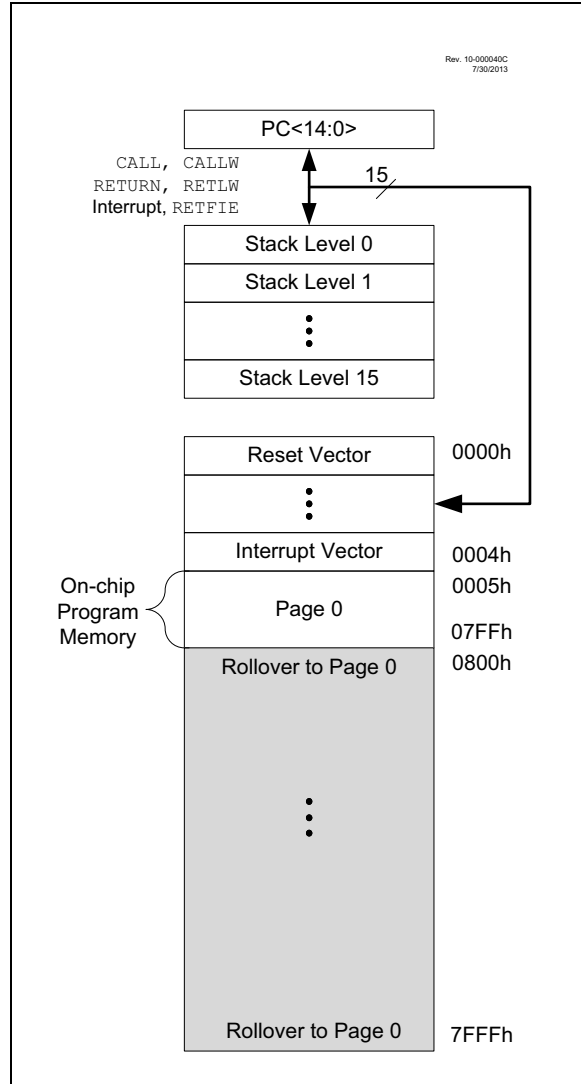 Rev. 10-000040C
7/30/2013
PC<14:0>
CALL, CALLW
RETURN, RETLW
Interrupt, RETFIE
15
Stack Level 0
Stack Level 1
Stack Level 15
Reset Vector
0000h
Interrupt Vector
0004h
On-chip
Program
Memory
0005h
Page 0
07FFh
Rollover to Page 0
0800h
Rollover to Page 0
7FFFh